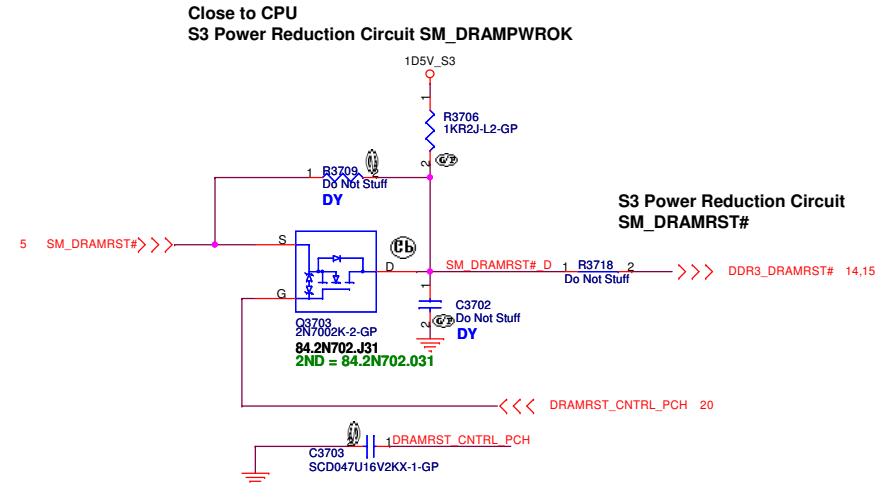 Close to CPU
S3 Power Reduction Circuit SM_DRAMPWROK
1D5V_S3
1
R3706
1KR2J-L2-GP
2
1
R3709
Do Not Stuff
DY
S3 Power Reduction Circuit
SM_DRAMRST#
5 SM_DRAMRST#
S
D
G
SM_DRAMRST#_D
1 R3718 2
Do Not Stuff
DDR3_DRAMRST# 14,15
1
C3702
Do Not Stuff
2
DY
Q3703
2N7002K-2-GP
84.2N702.J31
2ND = 84.2N702.031
DRAMRST_CNTRL_PCH 20
1
DRAMRST_CNTRL_PCH
C3703
SCD047U16V2KX-1-GP